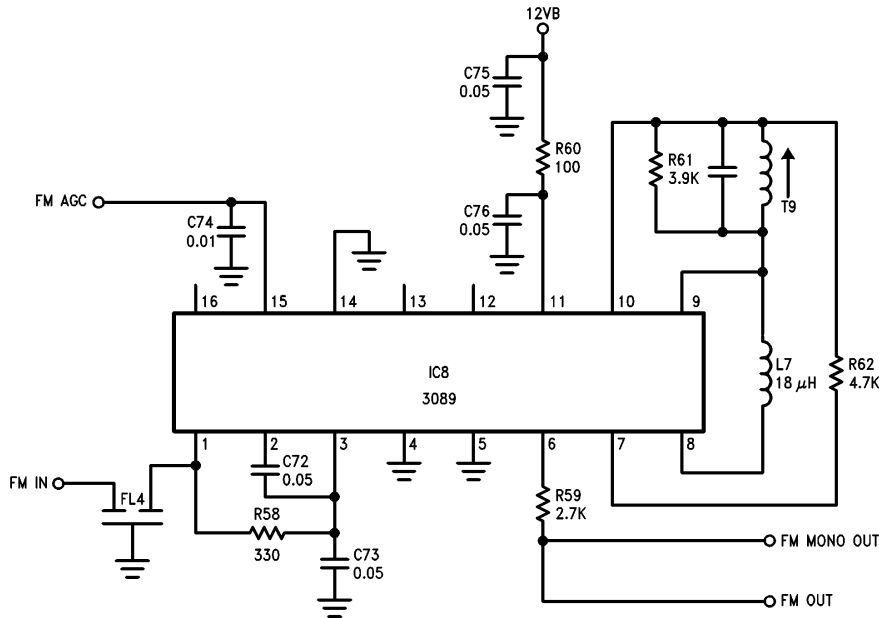 12VB
C75
0.05
R60
100
R61
3.9K
T9
FM AGC
C74
0.01
C76
0.05
16 15 14 13 12 11 10 9
IC8
3089
L7
18 μH
R62
4.7K
1 2 3 4 5 6 7 8
C72
0.05
FM IN
FL4
R58
330
R59
2.7K
C73
0.05
FM MONO OUT
FM OUT